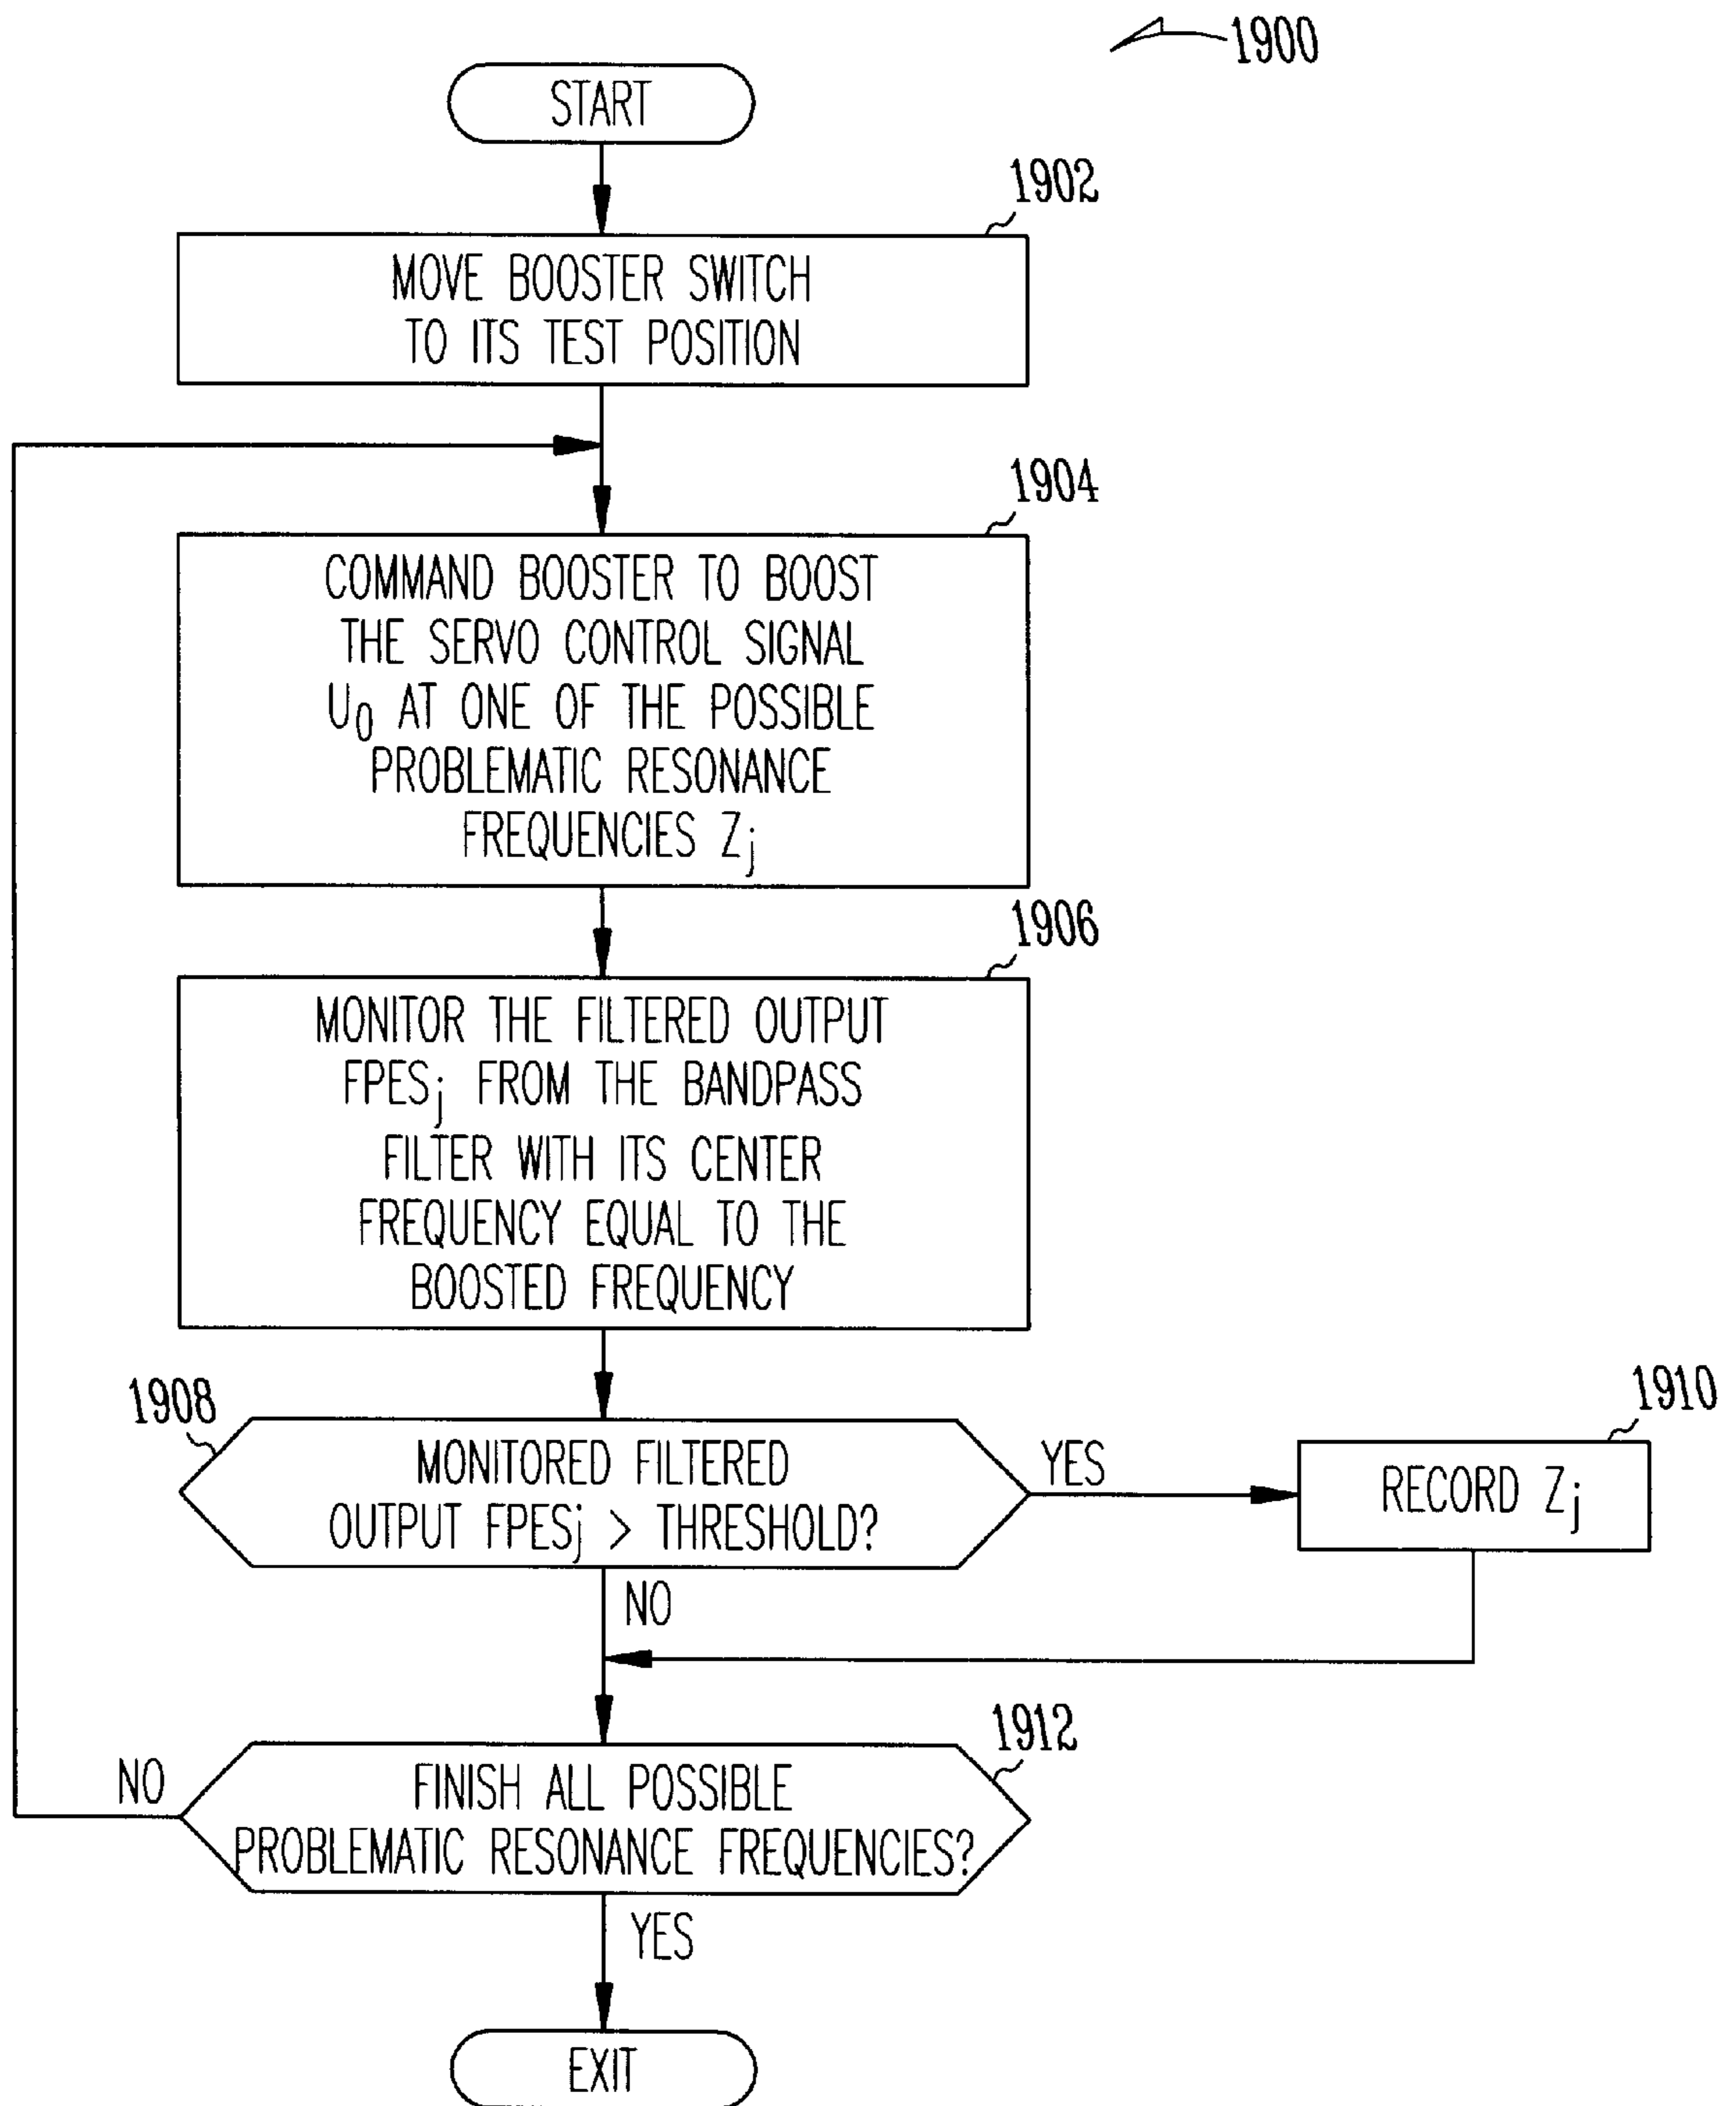 1900
START
1902
MOVE BOOSTER SWITCH
TO ITS TEST POSITION
1904
COMMAND BOOSTER TO BOOST
THE SERVO CONTROL SIGNAL
U₀ AT ONE OF THE POSSIBLE
PROBLEMATIC RESONANCE
FREQUENCIES Zⱼ
1906
MONITOR THE FILTERED OUTPUT
FPESⱼ FROM THE BANDPASS
FILTER WITH ITS CENTER
FREQUENCY EQUAL TO THE
BOOSTED FREQUENCY
1908
MONITORED FILTERED
OUTPUT FPESⱼ > THRESHOLD?
YES
1910
RECORD Zⱼ
NO
1912
FINISH ALL POSSIBLE
PROBLEMATIC RESONANCE FREQUENCIES?
NO
YES
EXIT